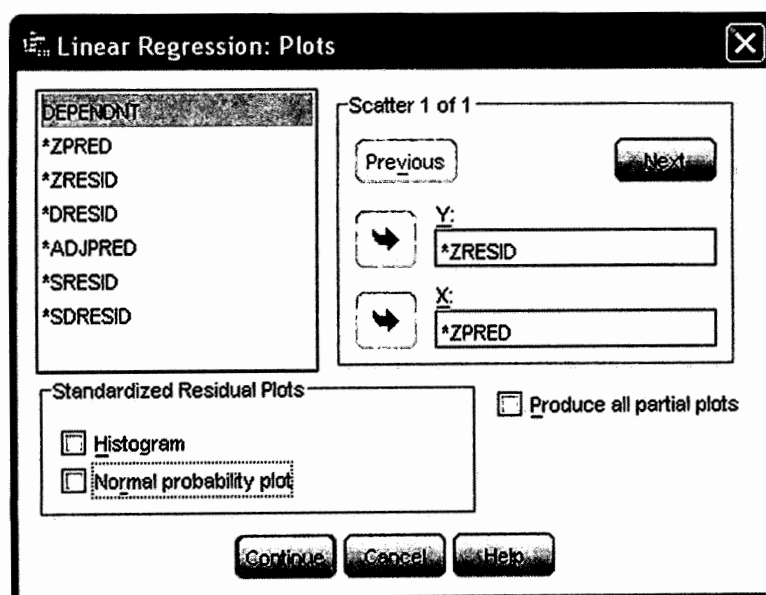 Linear Regression: Plots
DEPENDNT
*ZPRED
*ZRESID
*DRESID
*ADJPRED
*SRESID
*SDRESID
Scatter 1 of 1
Previous
Next
Y:
*ZRESID
X:
*ZPRED
Standardized Residual Plots
Histogram
Normal probability plot
Produce all partial plots
Continue
Cancel
Help